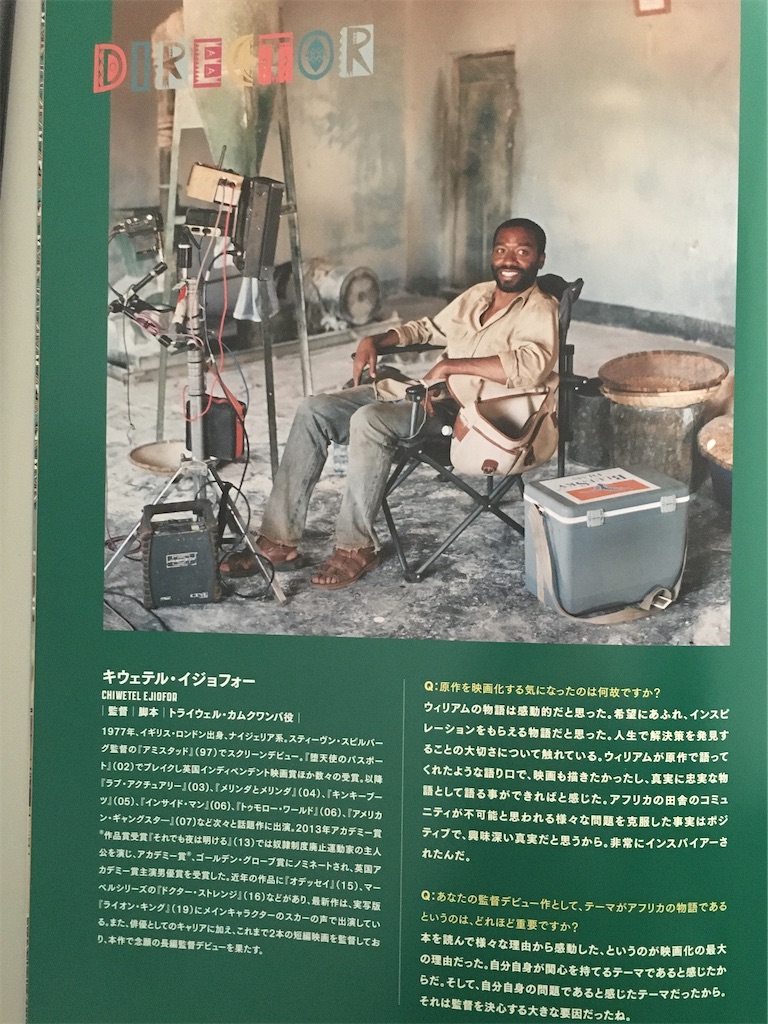 DIRECTOR
キウェテル・イジョフォー
CHIWETEL EJIOFOR
| 監督 | 脚本 | トライウェル・カムクワンバ役 |
1977年、イギリス・ロンドン出身、ナイジェリア系。スティーヴン・スピルバー
グ監督の『アミスタッド』(97)でスクリーンデビュー。『堕天使のパスポー
ト』(02)でブレイクし英国インディペンデント映画賞ほか数々の受賞。以降
『ラブ・アクチュアリー』(03)、『メリンダとメリンダ』(04)、『キンキーブー
ツ』(05)、『インサイド・マン』(06)、『トゥモロー・ワールド』(06)、『アメリカ
ン・ギャングスター』(07)など次々と話題作に出演。2013年アカデミー賞
®作品賞受賞『それでも夜は明ける』(13)では奴隷制度廃止運動家の主人
公を演じ、アカデミー賞®、ゴールデン・グローブ賞にノミネートされ、英国ア
カデミー賞主演男優賞を受賞した。近年の作品に『オデッセイ』(15)、マー
ベルシリーズの『ドクター・ストレンジ』(16)などがあり、最新作は、実写版
『ライオン・キング』(19)にメインキャラクターのスカーの声で出演してい
る。また、俳優としてのキャリアに加え、これまで2本の短編映画を監督してお
り、本作で念願の長編監督デビューを果たす。
Q:原作を映画化する気になったのは何故ですか?
ウィリアムの物語は感動的だと思った。希望にあふれ、インスピ
レーションをもらえる物語だと思った。人生で解決策を発見す
ることの大切さについて触れている。ウィリアムが原作で語って
くれたような語り口で、映画も描きたかったし、真実に忠実な物
語として語る事ができればと感じた。アフリカの田舎のコミュ
ニティが不可能と思われる様々な問題を克服した事実はポジ
ティブで、興味深い真実だと思うから。非常にインスパイアーさ
れたんだ。
Q:あなたの監督デビュー作として、テーマがアフリカの物語である
というのは、どれほど重要ですか?
本を読んで様々な理由から感動した、というのが映画化の最大
の理由だった。自分自身が関心を持てるテーマであると感じたか
らだ。そして、自分自身の問題であると感じたテーマだったから。
それは監督を決心する大きな要因だったね。